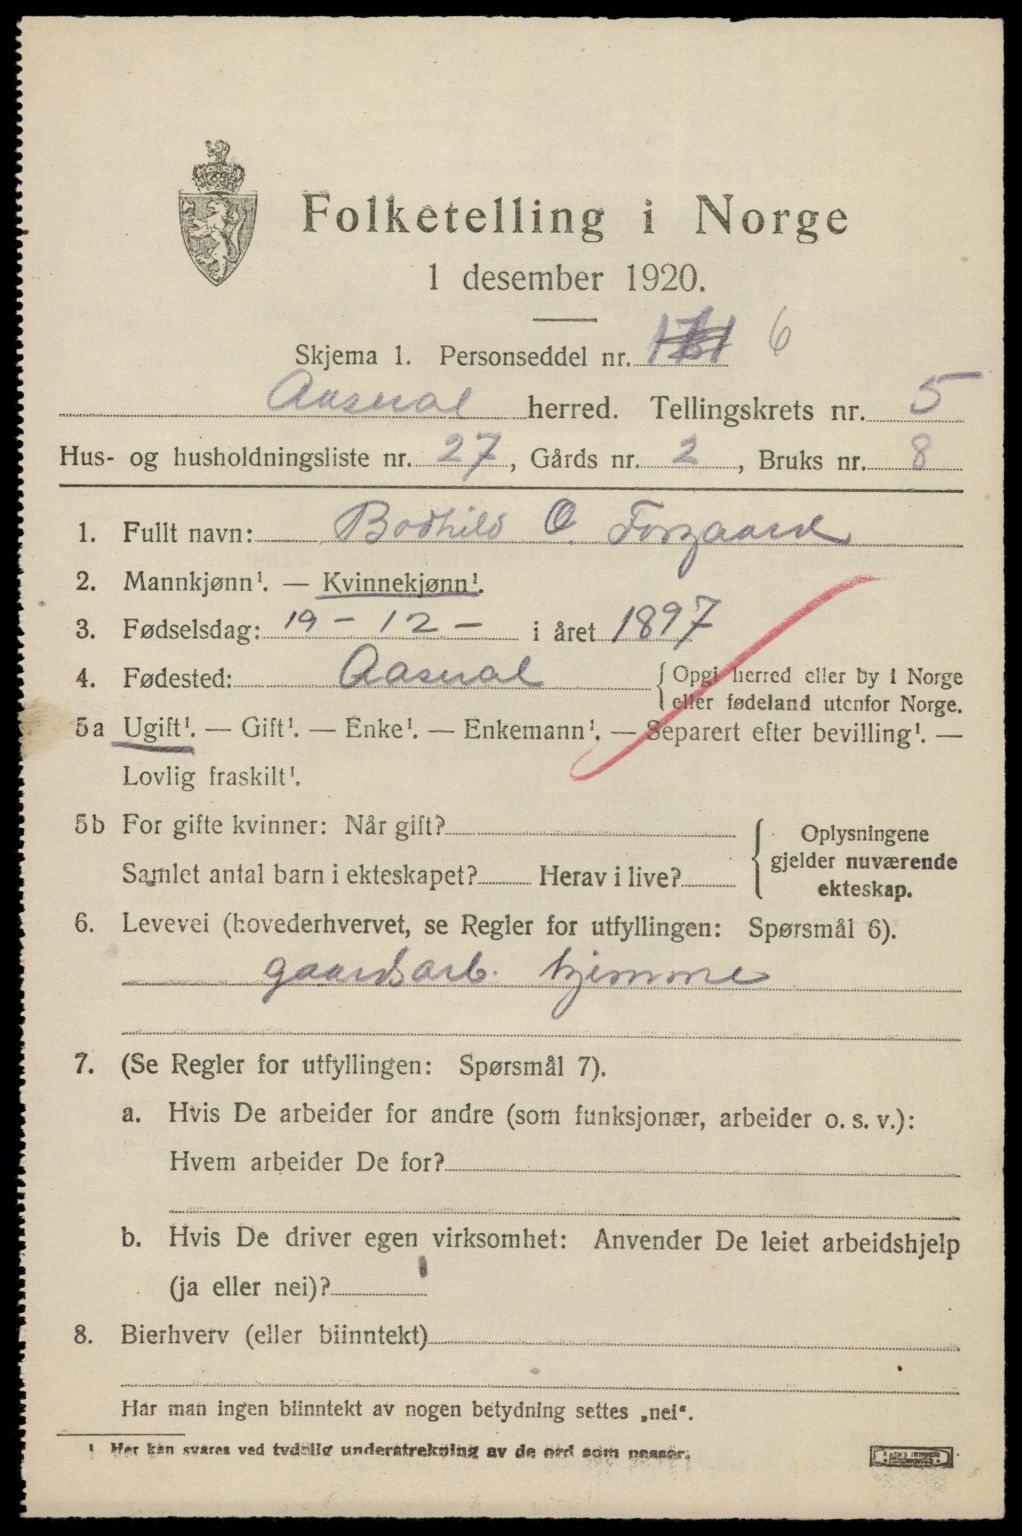 Folketelling i Norge
1 desember 1920.
Skjema 1. Personseddel nr. 6
Aaseral herred. Tellingskrets nr. 5
Hus- og husholdningsliste nr. 27, Gårds nr. 2, Bruks nr. 8
1. Fullt navn: Bodhild O. Forgaard
2. Mannkjønn¹. — Kvinnekjønn¹.
3. Fødselsdag: 19 - 12 - i året 1897
4. Fødested: Aaseral { Opgi herred eller by i Norge
eller fødeland utenfor Norge.
5a Ugift¹. — Gift¹. — Enke¹. — Enkemann¹. — Separert efter bevilling¹. —
Lovlig fraskilt¹.
5b For gifte kvinner: Når gift?
Samlet antal barn i ekteskapet? Herav i live?
Oplysningene
gjelder nuværende
ekteskap.
6. Levevei (hovederhvervet, se Regler for utfyllingen: Spørsmål 6).
gaardsarb. hjemme
7. (Se Regler for utfyllingen: Spørsmål 7).
a. Hvis De arbeider for andre (som funksjonær, arbeider o. s. v.):
Hvem arbeider De for?
b. Hvis De driver egen virksomhet: Anvender De leiet arbeidshjelp
(ja eller nei)?
8. Bierhverv (eller biinntekt)
Har man ingen biinntekt av nogen betydning settes „nei“.
¹ Her kan svares ved tydelig understrekning av de ord som passer.